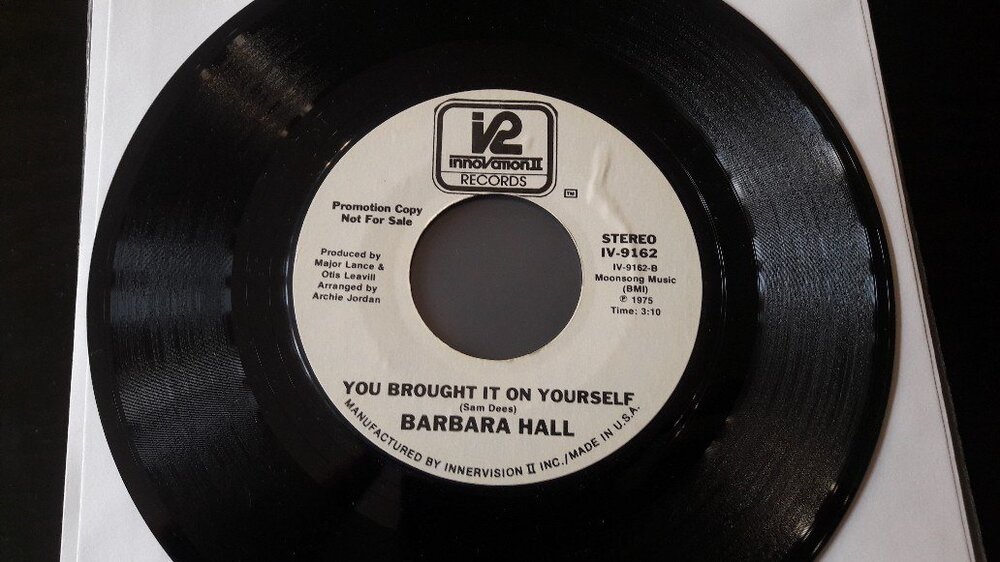 i2
innovation II
RECORDS
TM
Promotion Copy
Not For Sale
Produced by
Major Lance &
Otis Leavill
Arranged by
Archie Jordan
STEREO
IV-9162
IV-9162-B
Moonsong Music
(BMI)
℗ 1975
Time: 3:10
YOU BROUGHT IT ON YOURSELF
(Sam Dees)
BARBARA HALL
MANUFACTURED BY INNERVISION II INC./MADE IN U.S.A.